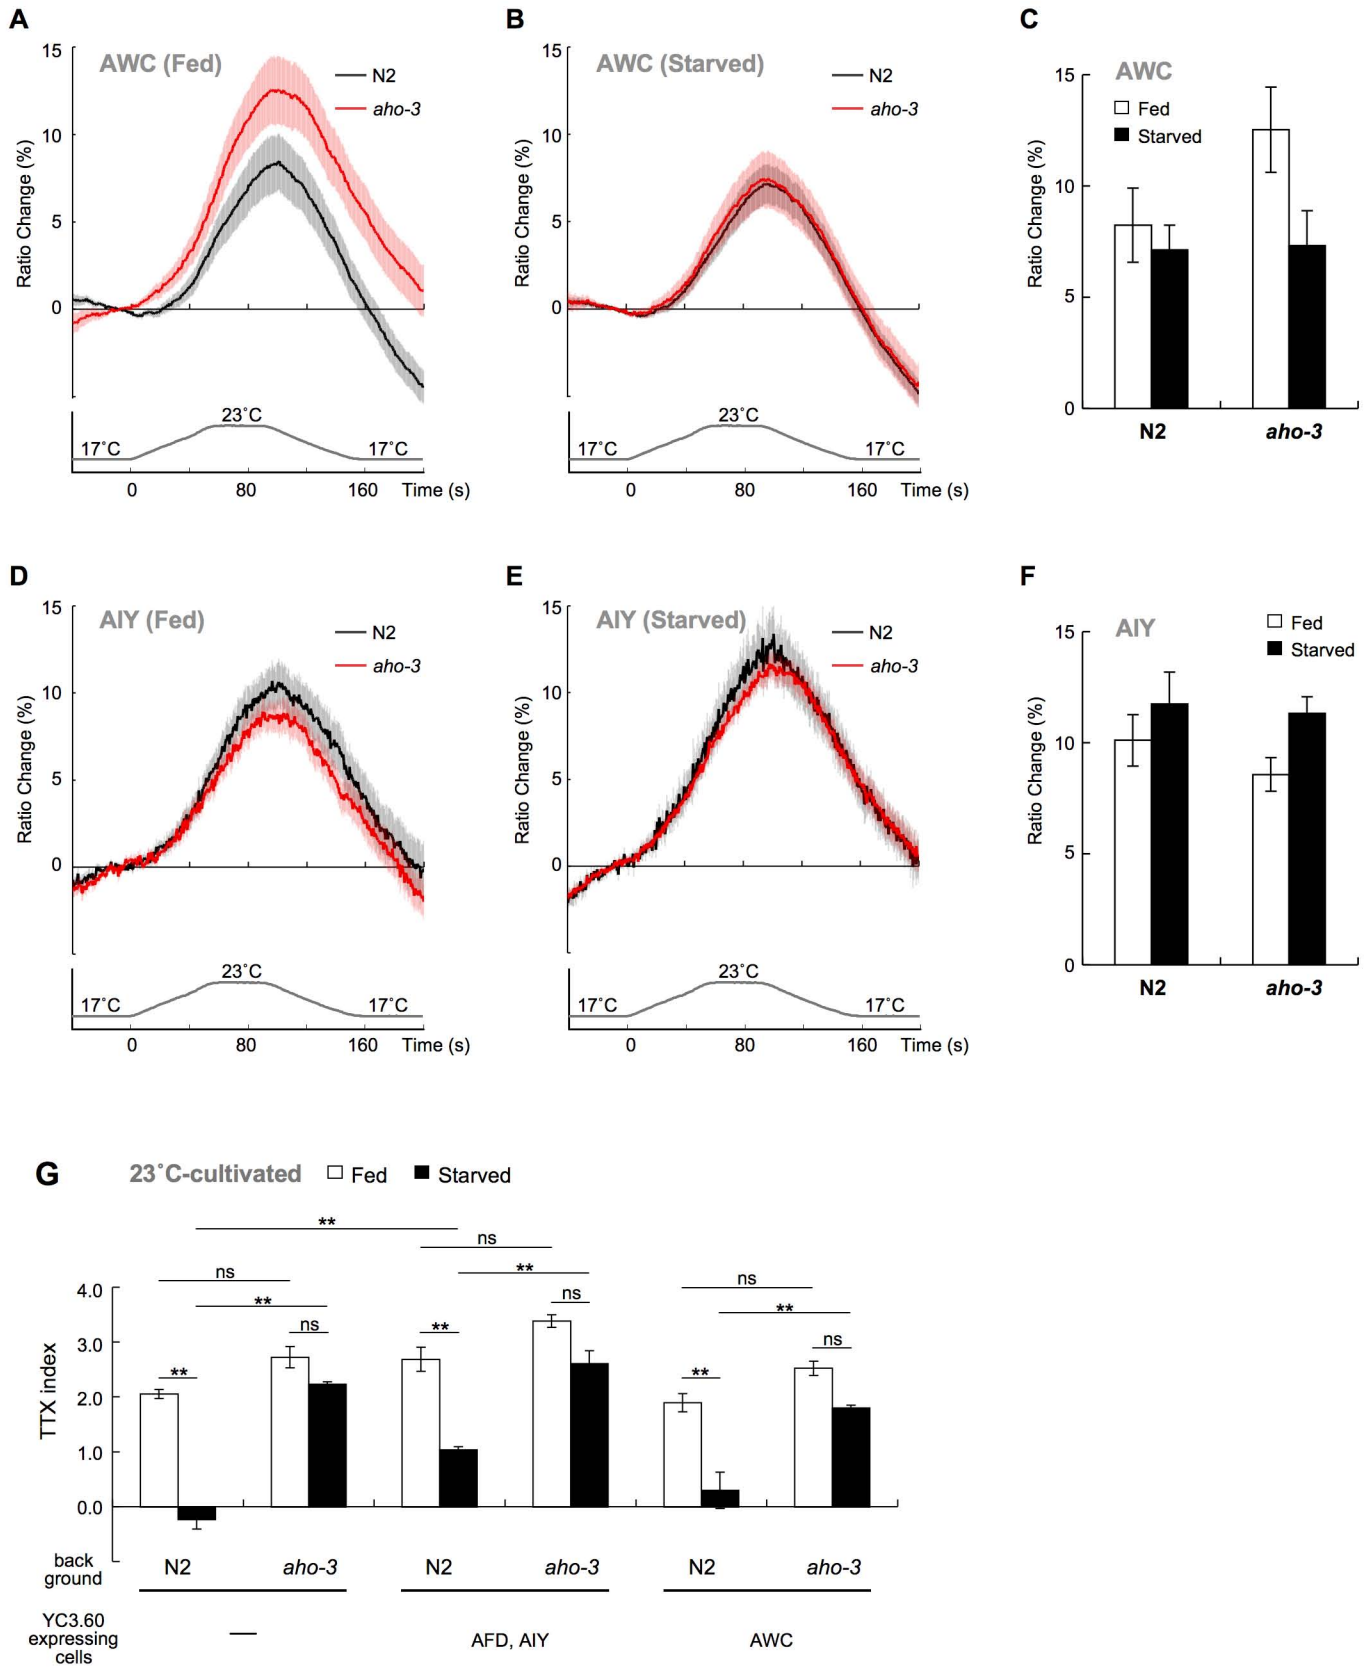 A
AWC (Fed)
N2
aho-3
15
10
5
0
Ratio Change (%)
23˚C
17˚C
17˚C
0
80
160
Time (s)
B
AWC (Starved)
N2
aho-3
15
10
5
0
Ratio Change (%)
23˚C
17˚C
17˚C
0
80
160
Time (s)
C
AWC
Fed
Starved
15
10
5
0
Ratio Change (%)
N2
aho-3
D
AIY (Fed)
N2
aho-3
15
10
5
0
Ratio Change (%)
23˚C
17˚C
17˚C
0
80
160
Time (s)
E
AIY (Starved)
N2
aho-3
15
10
5
0
Ratio Change (%)
23˚C
17˚C
17˚C
0
80
160
Time (s)
F
AIY
Fed
Starved
15
10
5
0
Ratio Change (%)
N2
aho-3
G
23˚C-cultivated
Fed
Starved
**
ns
**
ns
ns
ns
**
**
ns
**
ns
**
**
4.0
3.0
2.0
1.0
0.0
TTX index
back
ground
N2
aho-3
N2
aho-3
N2
aho-3
YC3.60
expressing
cells
—
AFD, AIY
AWC